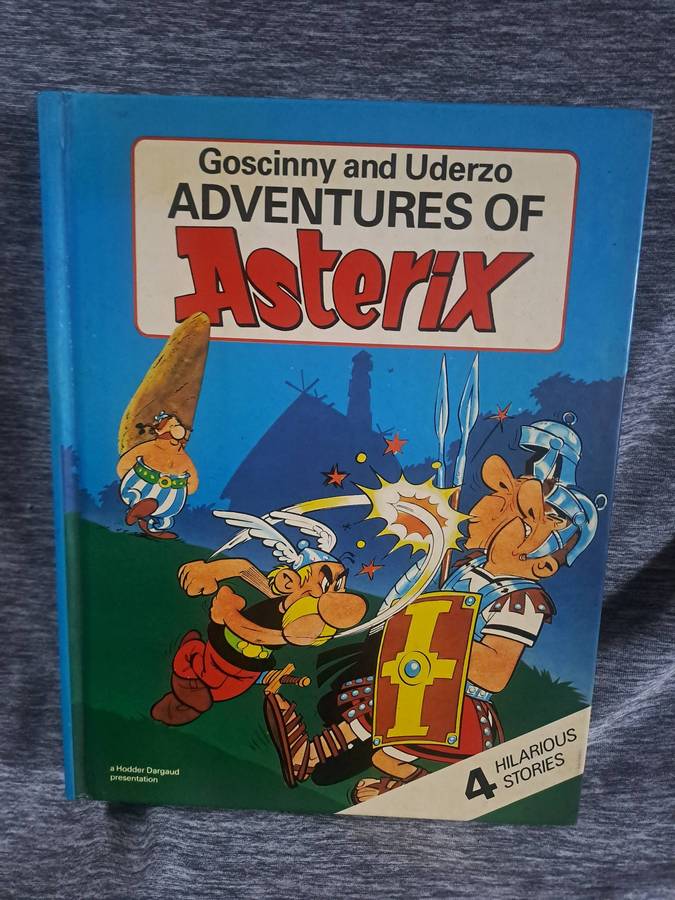 Goscinny and Uderzo
ADVENTURES OF
Asterix
a Hodder Dargaud
presentation
4 HILARIOUS
STORIES